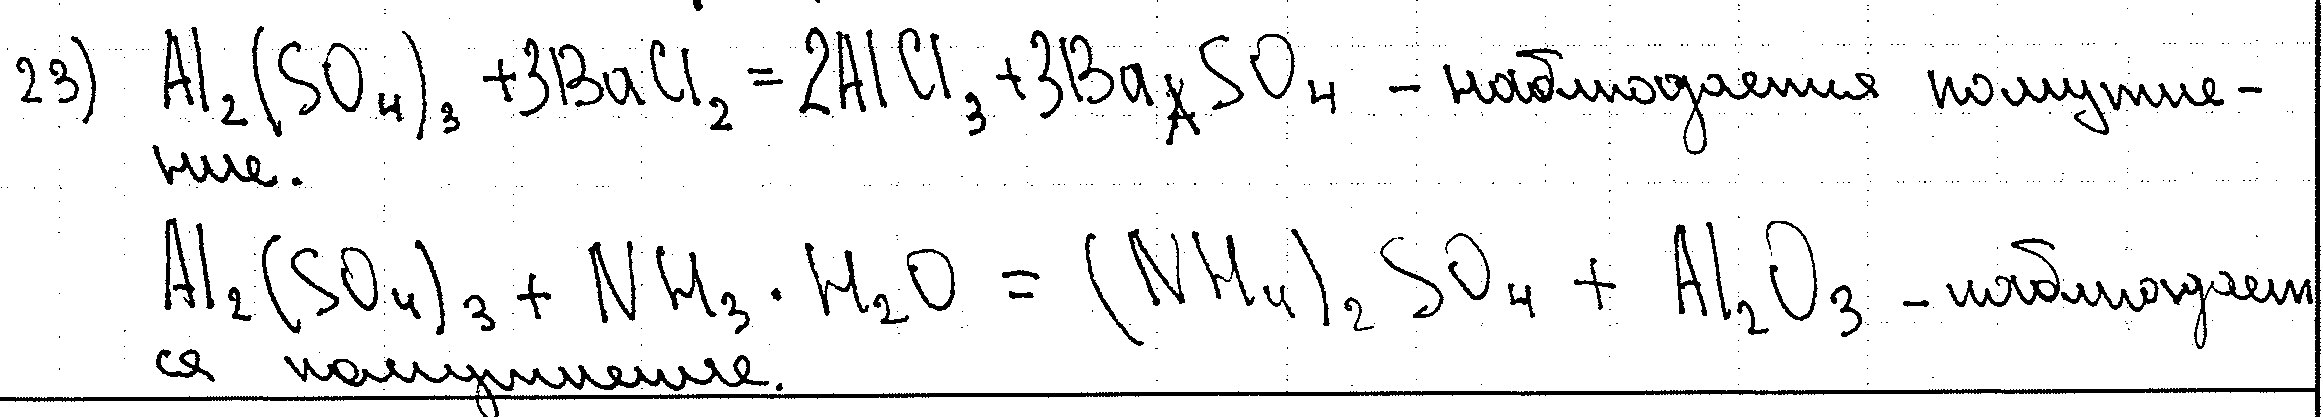 23) Al₂(SO₄)₃ + 3BaCl₂ = 2AlCl₃ + 3BaSO₄ – наблюдается помутне-
ние.
Al₂(SO₄)₃ + NH₃ · H₂O = (NH₄)₂SO₄ + Al₂O₃ – наблюдает
ся помутнение.